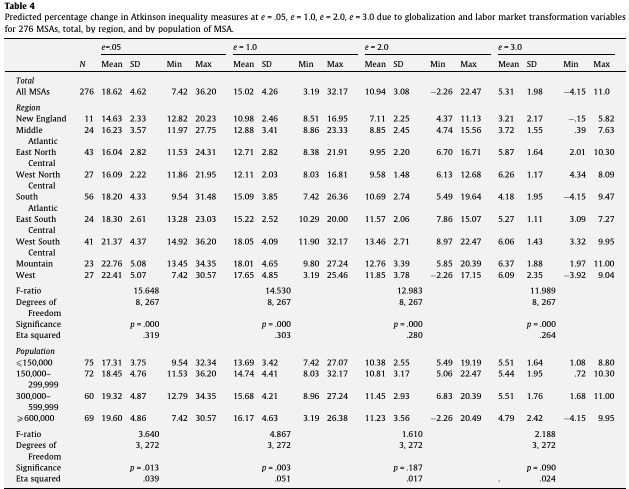 Table 4
Predicted percentage change in Atkinson inequality measures at e = .05, e = 1.0, e = 2.0, e = 3.0 due to globalization and labor market transformation variables
for 276 MSAs, total, by region, and by population of MSA.
e=.05 e = 1.0 e = 2.0 e = 3.0
N Mean SD Min Max Mean SD Min Max Mean SD Min Max Mean SD Min Max
Total
All MSAs 276 18.62 4.62 7.42 36.20 15.02 4.26 3.19 32.17 10.94 3.08 −2.26 22.47 5.31 1.98 −4.15 11.0
Region
New England 11 14.63 2.33 12.82 20.23 10.98 2.46 8.51 16.95 7.11 2.25 4.37 11.13 3.21 2.17 −.15 5.82
Middle 24 16.23 3.57 11.97 27.75 12.88 3.41 8.86 23.33 8.85 2.45 4.74 15.56 3.72 1.55 .39 7.63
Atlantic
East North 43 16.04 2.82 11.53 24.31 12.71 2.82 8.38 21.91 9.95 2.20 6.70 16.71 5.87 1.64 2.01 10.30
Central
West North 27 16.09 2.22 11.86 21.95 12.11 2.03 8.03 16.81 9.58 1.48 6.13 12.68 6.26 1.17 4.34 8.09
Central
South 56 18.20 4.33 9.54 31.48 15.09 3.85 7.42 26.36 10.69 2.74 5.49 19.64 4.18 1.95 −4.15 9.47
Atlantic
East South 24 18.30 2.61 13.28 23.03 15.22 2.52 10.29 20.00 11.57 2.06 7.86 15.07 5.27 1.11 3.09 7.27
Central
West South 41 21.37 4.37 14.92 36.20 18.05 4.09 11.90 32.17 13.46 2.71 8.97 22.47 6.06 1.43 3.32 9.95
Central
Mountain 23 22.76 5.08 13.45 34.35 18.01 4.65 9.80 27.24 12.76 3.39 5.85 20.39 6.37 1.88 1.97 11.00
West 27 22.41 5.07 7.42 30.57 17.65 4.85 3.19 25.46 11.85 3.78 −2.26 17.15 6.09 2.35 −3.92 9.04
F-ratio 15.648 14.530 12.983 11.989
Degrees of 8, 267 8, 267 8, 267 8, 267
Freedom
Significance p = .000 p = .000 p = .000 p = .000
Eta squared .319 .303 .280 .264
Population
⩽150,000 75 17.31 3.75 9.54 32.34 13.69 3.42 7.42 27.07 10.38 2.55 5.49 19.19 5.51 1.64 1.08 8.80
150,000– 72 18.45 4.76 11.53 36.20 14.74 4.41 8.03 32.17 10.81 3.17 5.06 22.47 5.44 1.95 .72 10.30
299,999
300,000– 60 19.32 4.87 12.79 34.35 15.68 4.21 8.96 27.24 11.45 2.93 6.83 20.39 5.51 1.76 1.68 11.00
599,999
⩾600,000 69 19.60 4.86 7.42 30.57 16.17 4.63 3.19 26.38 11.23 3.56 −2.26 20.49 4.79 2.42 −4.15 9.95
F-ratio 3.640 4.867 1.610 2.188
Degrees of 3, 272 3, 272 3, 272 3, 272
Freedom
Significance p = .013 p = .003 p = .187 p = .090
Eta squared .039 .051 .017 . .024